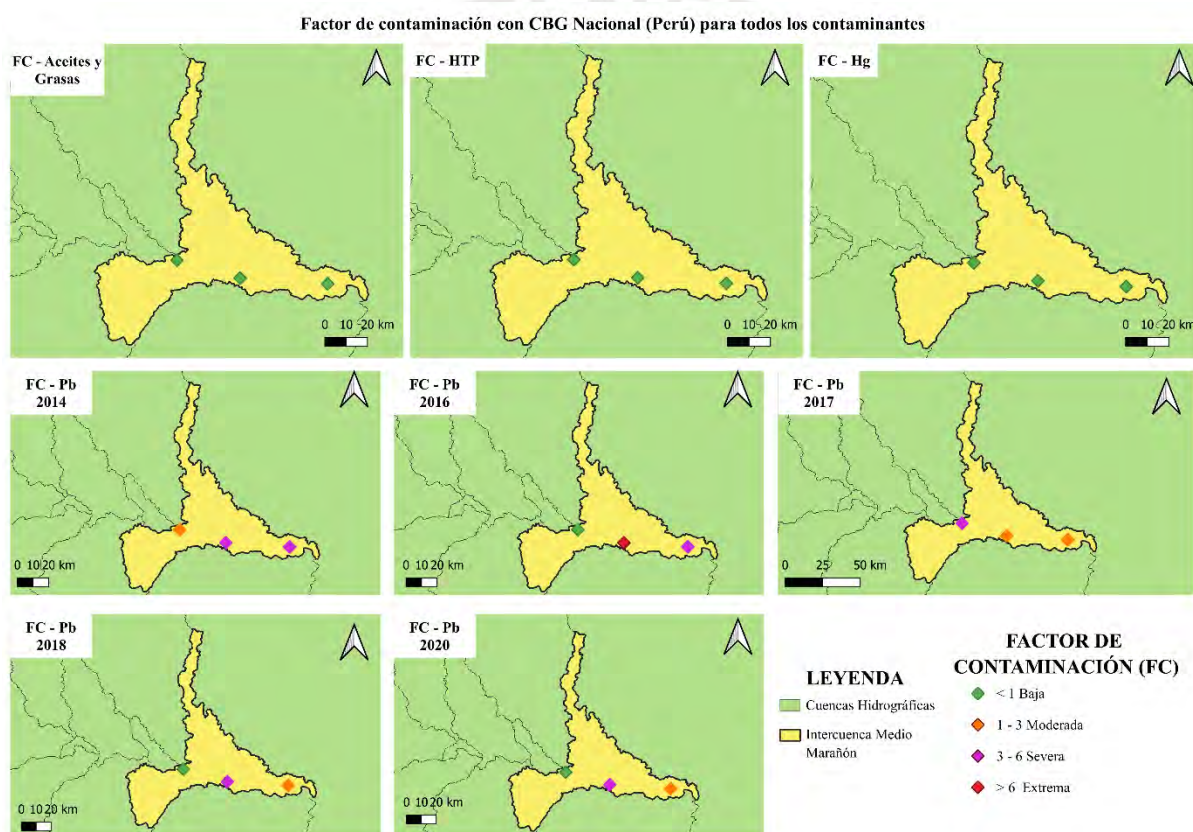 Factor de contaminación con CBG Nacional (Perú) para todos los contaminantes
FC - Aceites y
Grasas
0 10 20 km
FC - HTP
0 10 20 km
FC - Hg
0 10 20 km
FC - Pb
2014
0 10 20 km
FC - Pb
2016
0 10 20 km
FC - Pb
2017
0 25 50 km
FC - Pb
2018
0 10 20 km
FC - Pb
2020
0 10 20 km
LEYENDA
Cuencas Hidrográficas
Intercuenca Medio
Marañón
FACTOR DE
CONTAMINACIÓN (FC)
< 1 Baja
1 - 3 Moderada
3 - 6 Severa
> 6 Extrema